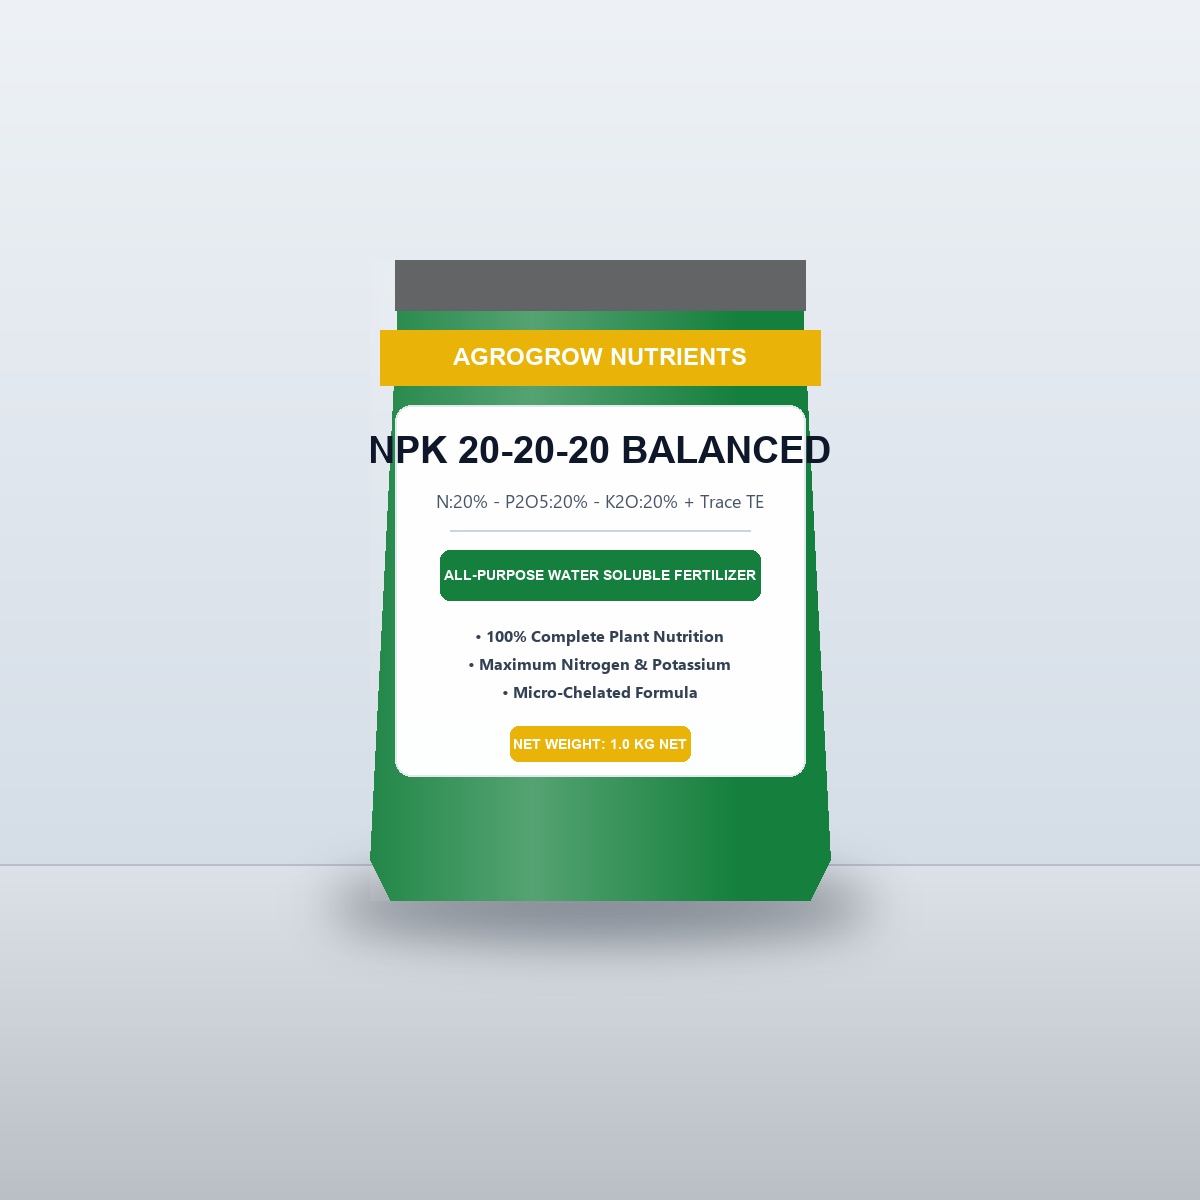 AGROGROW NUTRIENTS
NPK 20-20-20 BALANCED
N:20% - P2O5:20% - K2O:20% + Trace TE
ALL-PURPOSE WATER SOLUBLE FERTILIZER
• 100% Complete Plant Nutrition
• Maximum Nitrogen & Potassium
• Micro-Chelated Formula
NET WEIGHT: 1.0 KG NET